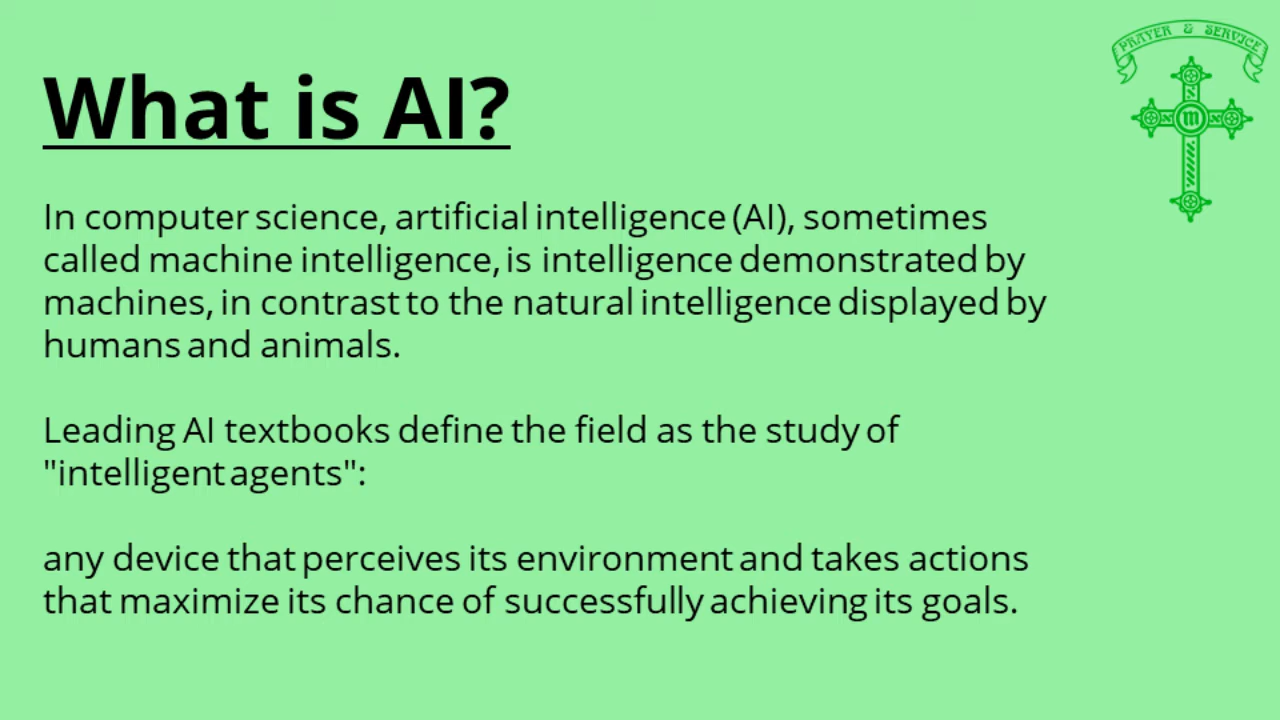 PRAYER & SERVICE
m
What is AI?
In computer science, artificial intelligence (AI), sometimes
called machine intelligence, is intelligence demonstrated by
machines, in contrast to the natural intelligence displayed by
humans and animals.
Leading AI textbooks define the field as the study of
"intelligent agents":
any device that perceives its environment and takes actions
that maximize its chance of successfully achieving its goals.